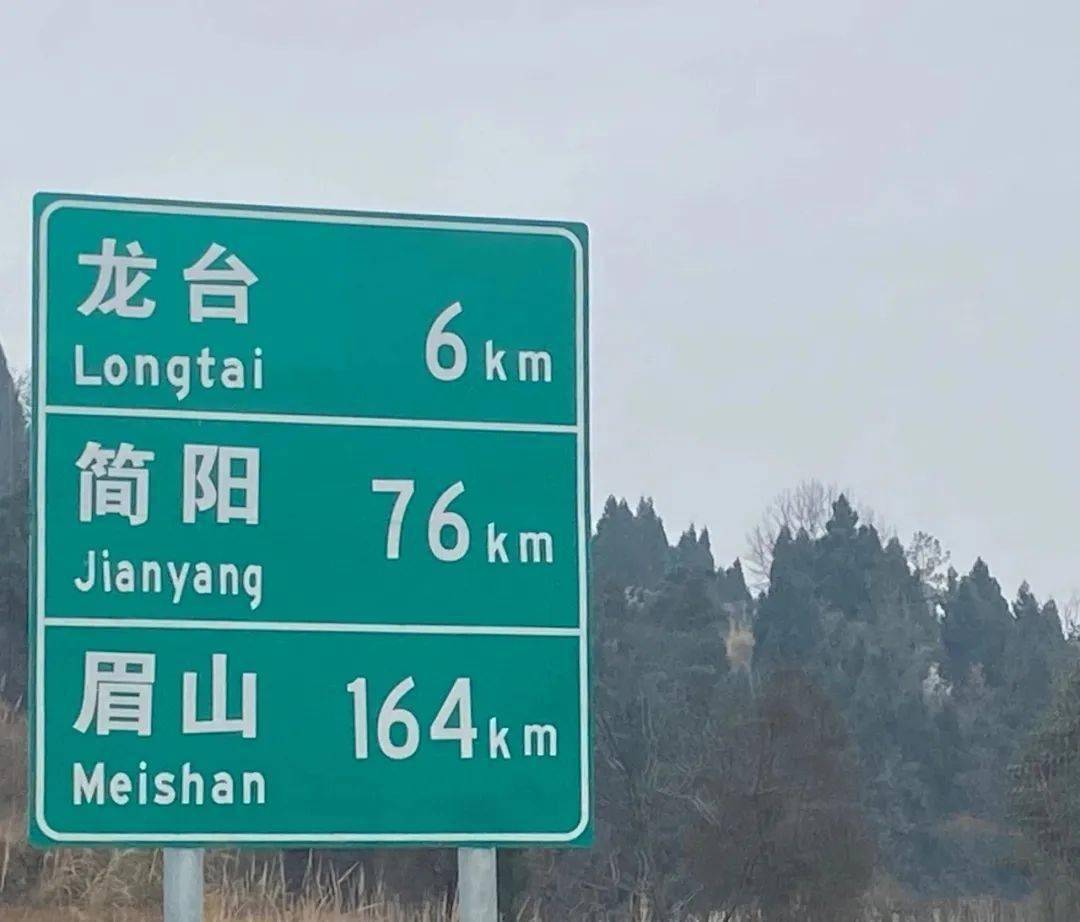 龙台
Longtai 6 km
简阳
Jianyang 76 km
眉山
Meishan 164 km